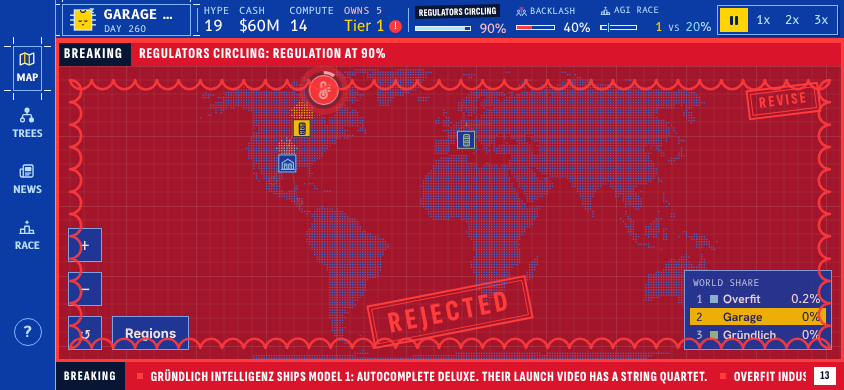 GARAGE ...
DAY 260
HYPE
19
CASH
$60M
COMPUTE
14
OWNS 5
Tier 1 !
REGULATORS CIRCLING
90%
BACKLASH
40%
AGI RACE
1 VS 20%
1x 2x 3x
MAP
TREES
NEWS
RACE
?
BREAKING REGULATORS CIRCLING: REGULATION AT 90%
REVISE
REJECTED
+
−
↺
Regions
WORLD SHARE
1 Overfit 0.2%
2 Garage 0%
3 Gründlich 0%
BREAKING GRÜNDLICH INTELLIGENZ SHIPS MODEL 1: AUTOCOMPLETE DELUXE. THEIR LAUNCH VIDEO HAS A STRING QUARTET. OVERFIT INDUS
13